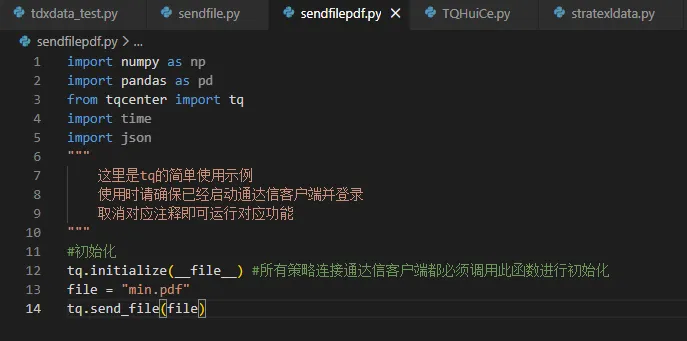 tdxdata_test.py sendfile.py sendfilepdf.py TQHuiCe.py stratexldata.py
sendfilepdf.py > ...
1 import numpy as np
2 import pandas as pd
3 from tqcenter import tq
4 import time
5 import json
6 """
7 这里是tq的简单使用示例
8 使用时请确保已经启动通达信客户端并登录
9 取消对应注释即可运行对应功能
10 """
11 #初始化
12 tq.initialize(__file__) #所有策略连接通达信客户端都必须调用此函数进行初始化
13 file = "min.pdf"
14 tq.send_file(file)